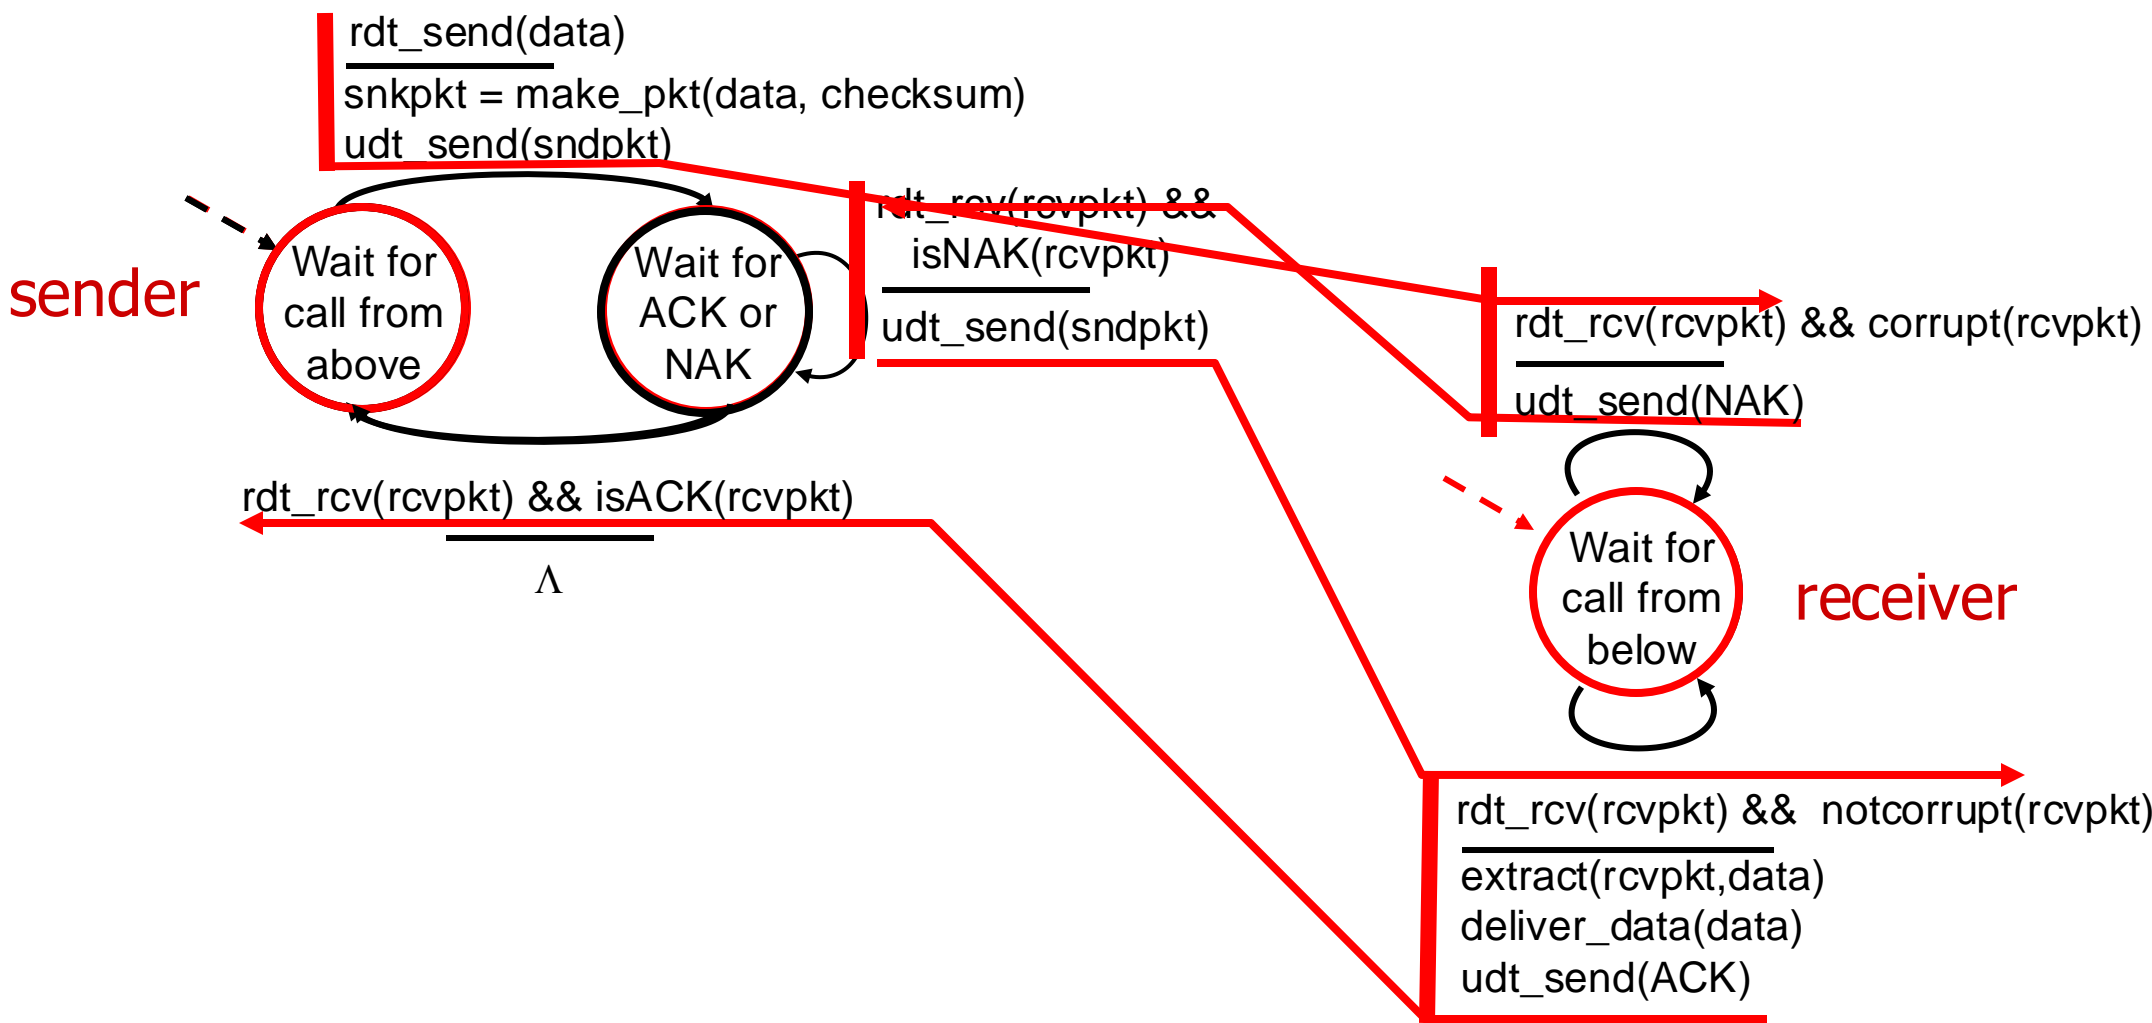 rdt_send(data)
snkpkt = make_pkt(data, checksum)
udt_send(sndpkt)
rdt_rcv(rcvpkt) &&
isNAK(rcvpkt)
udt_send(sndpkt)
sender
Wait for
call from
above
Wait for
ACK or
NAK
rdt_rcv(rcvpkt) && isACK(rcvpkt)
Λ
rdt_rcv(rcvpkt) && corrupt(rcvpkt)
udt_send(NAK)
Wait for
call from
below
receiver
rdt_rcv(rcvpkt) && notcorrupt(rcvpkt)
extract(rcvpkt,data)
deliver_data(data)
udt_send(ACK)